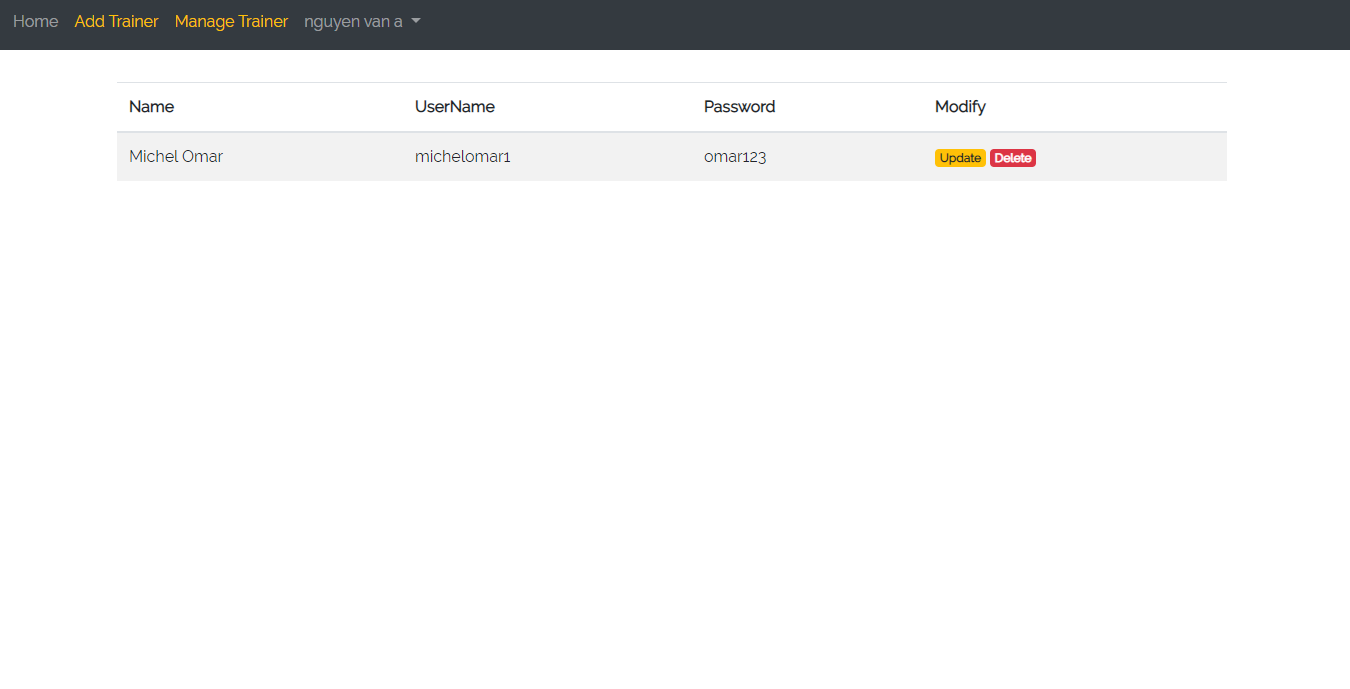 Home Add Trainer Manage Trainer nguyen van a
Name UserName Password Modify
Michel Omar michelomar1 omar123 Update Delete